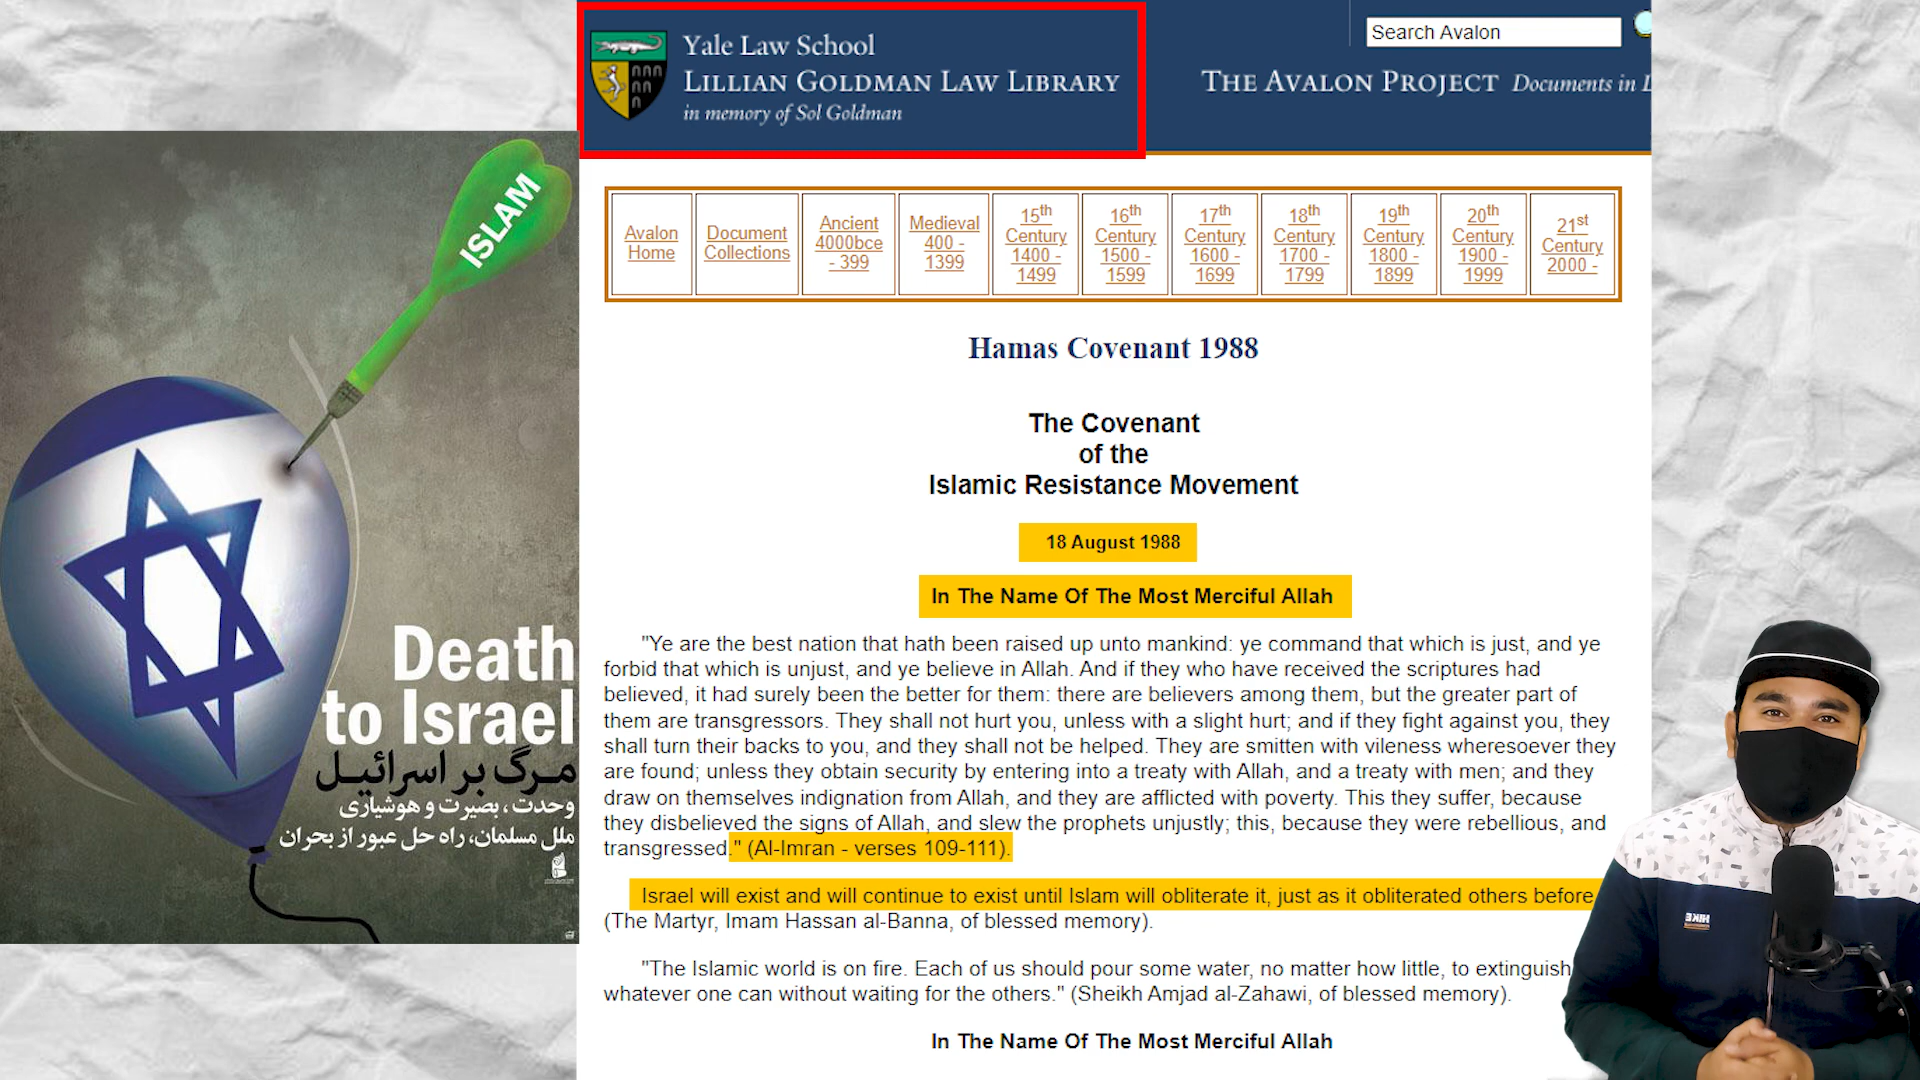 Yale Law School
LILLIAN GOLDMAN LAW LIBRARY
in memory of Sol Goldman
Search Avalon
THE AVALON PROJECT Documents in
Avalon Home
Document Collections
Ancient 4000bce - 399
Medieval 400 - 1399
15th Century 1400 - 1499
16th Century 1500 - 1599
17th Century 1600 - 1699
18th Century 1700 - 1799
19th Century 1800 - 1899
20th Century 1900 - 1999
21st Century 2000 -
Hamas Covenant 1988
The Covenant
of the
Islamic Resistance Movement
18 August 1988
In The Name Of The Most Merciful Allah
"Ye are the best nation that hath been raised up unto mankind: ye command that which is just, and ye
forbid that which is unjust, and ye believe in Allah. And if they who have received the scriptures had
believed, it had surely been the better for them: there are believers among them, but the greater part of
them are transgressors. They shall not hurt you, unless with a slight hurt; and if they fight against you, they
shall turn their backs to you, and they shall not be helped. They are smitten with vileness wheresoever they
are found; unless they obtain security by entering into a treaty with Allah, and a treaty with men; and they
draw on themselves indignation from Allah, and they are afflicted with poverty. This they suffer, because
they disbelieved the signs of Allah, and slew the prophets unjustly; this, because they were rebellious, and
transgressed." (Al-Imran - verses 109-111).
Israel will exist and will continue to exist until Islam will obliterate it, just as it obliterated others before
(The Martyr, Imam Hassan al-Banna, of blessed memory).
"The Islamic world is on fire. Each of us should pour some water, no matter how little, to extinguish
whatever one can without waiting for the others." (Sheikh Amjad al-Zahawi, of blessed memory).
In The Name Of The Most Merciful Allah
ISLAM
Death
to Israel
مرگ بر اسرائیل
وحدت، بصیرت و هوشیاری
ملل مسلمان، راه حل عبور از بحران
HIKE